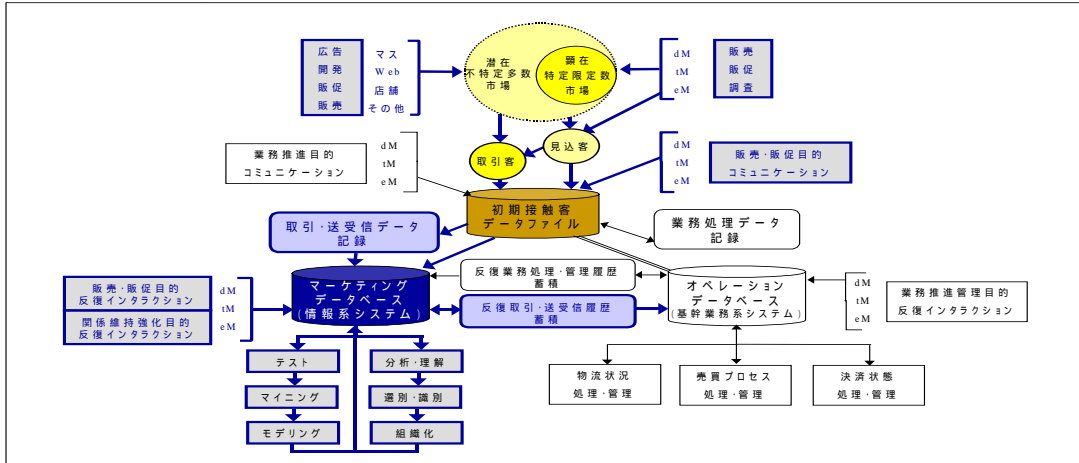 広告
開発
販促
販売
マス
Web
店舗
その他
潜在
不特定多数
市場
顕在
特定限定数
市場
dM
tM
eM
販売
販促
調査
業務推進目的
コミュニケーション
dM
tM
eM
取引客
見込客
dM
tM
eM
販売・販促目的
コミュニケーション
初期接触客
データファイル
取引・送受信データ
記録
業務処理データ
記録
販売・販促目的
反復インタラクション
関係維持強化目的
反復インタラクション
dM
tM
eM
マーケティング
データベース
(情報系システム)
反復業務処理・管理履歴
蓄積
反復取引・送受信履歴
蓄積
オペレーション
データベース
(基幹業務系システム)
dM
tM
eM
業務推進管理目的
反復インタラクション
テスト
マイニング
モデリング
分析・理解
選別・識別
組織化
物流状況
処理・管理
売買プロセス
処理・管理
決済状態
処理・管理